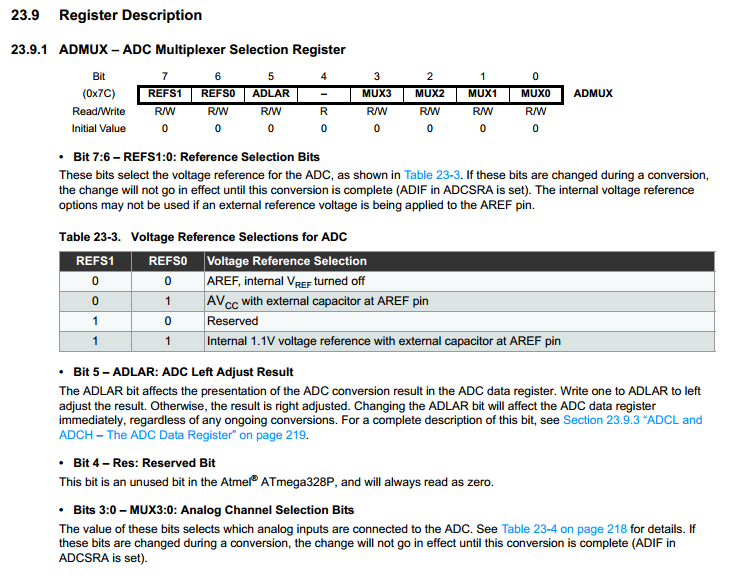 23.9 Register Description
23.9.1 ADMUX – ADC Multiplexer Selection Register
Bit 7 6 5 4 3 2 1 0
(0x7C) REFS1 REFS0 ADLAR – MUX3 MUX2 MUX1 MUX0 ADMUX
Read/Write R/W R/W R/W R R/W R/W R/W R/W
Initial Value 0 0 0 0 0 0 0 0
• Bit 7:6 – REFS1:0: Reference Selection Bits
These bits select the voltage reference for the ADC, as shown in Table 23-3. If these bits are changed during a conversion,
the change will not go in effect until this conversion is complete (ADIF in ADCSRA is set). The internal voltage reference
options may not be used if an external reference voltage is being applied to the AREF pin.
Table 23-3. Voltage Reference Selections for ADC
REFS1 REFS0 Voltage Reference Selection
0 0 AREF, internal VREF turned off
0 1 AVCC with external capacitor at AREF pin
1 0 Reserved
1 1 Internal 1.1V voltage reference with external capacitor at AREF pin
• Bit 5 – ADLAR: ADC Left Adjust Result
The ADLAR bit affects the presentation of the ADC conversion result in the ADC data register. Write one to ADLAR to left
adjust the result. Otherwise, the result is right adjusted. Changing the ADLAR bit will affect the ADC data register
immediately, regardless of any ongoing conversions. For a complete description of this bit, see Section 23.9.3 “ADCL and
ADCH – The ADC Data Register” on page 219.
• Bit 4 – Res: Reserved Bit
This bit is an unused bit in the Atmel® ATmega328P, and will always read as zero.
• Bits 3:0 – MUX3:0: Analog Channel Selection Bits
The value of these bits selects which analog inputs are connected to the ADC. See Table 23-4 on page 218 for details. If
these bits are changed during a conversion, the change will not go in effect until this conversion is complete (ADIF in
ADCSRA is set).